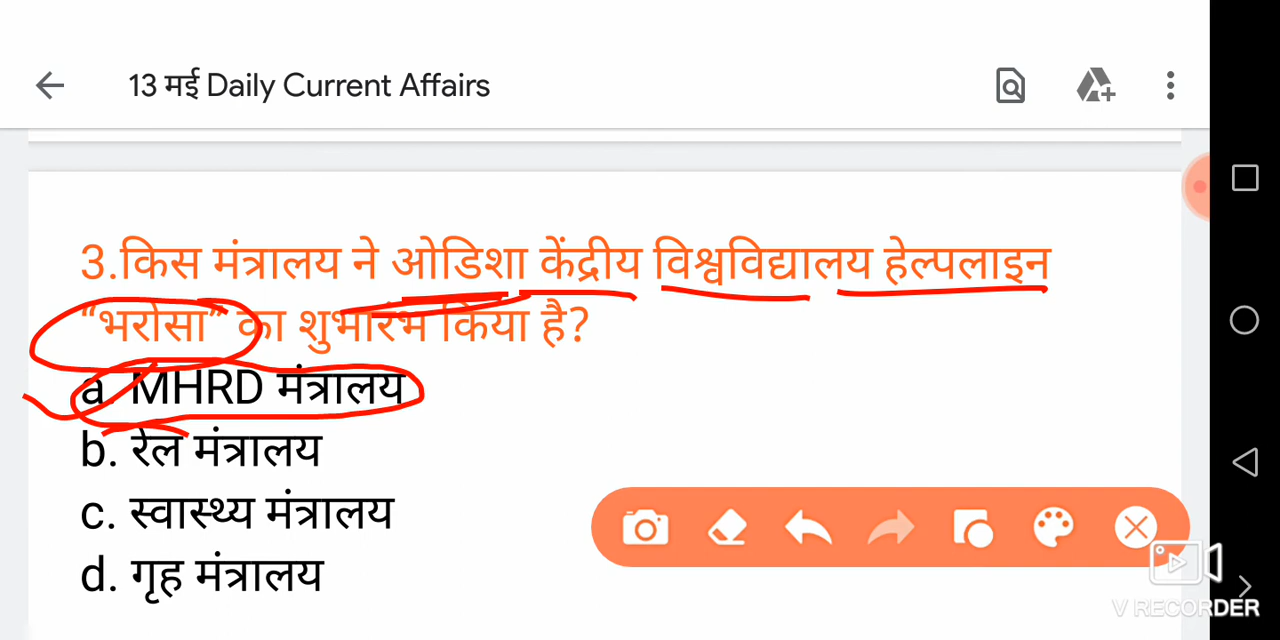 13 मई Daily Current Affairs
3.किस मंत्रालय ने ओडिशा केंद्रीय विश्वविद्यालय हेल्पलाइन
“भरोसा” का शुभारंभ किया है?
a. MHRD मंत्रालय
b. रेल मंत्रालय
c. स्वास्थ्य मंत्रालय
d. गृह मंत्रालय
V RECORDER